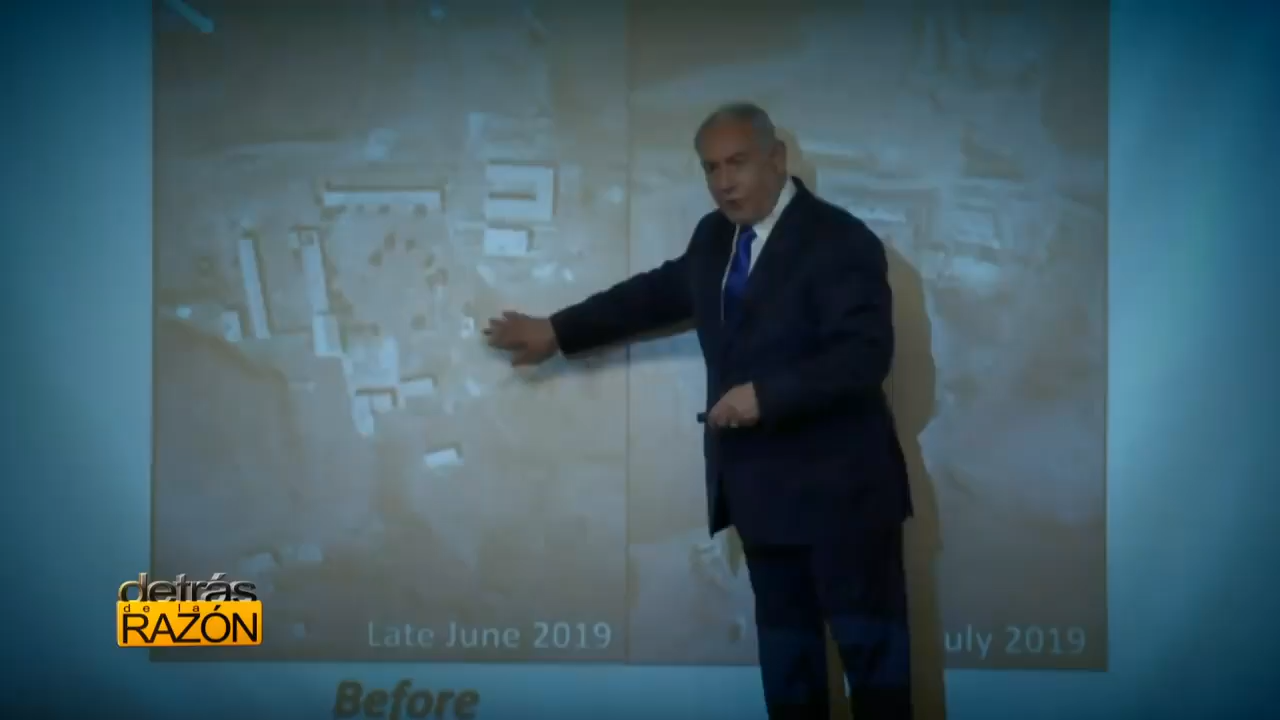 Late June 2019
uly 2019
Before
detrás
de la
RAZÓN